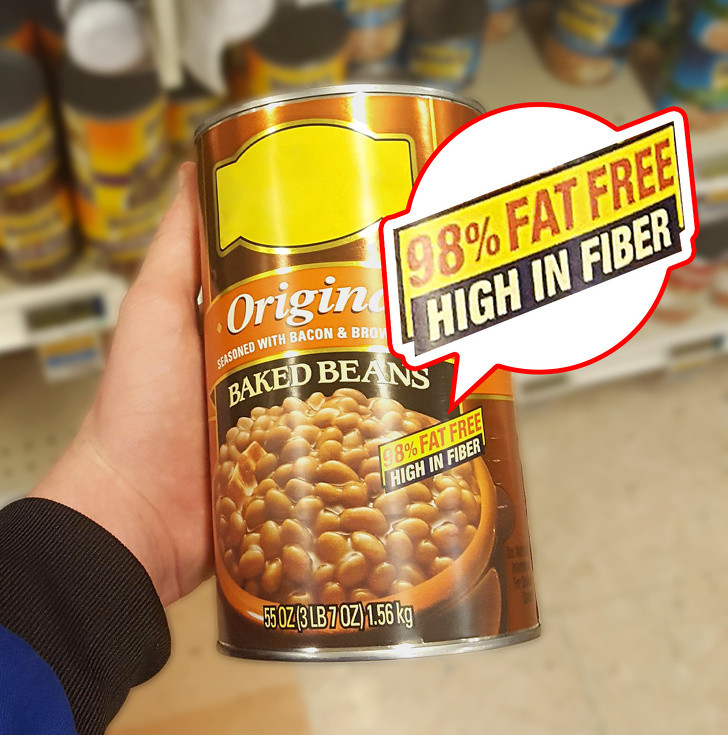 Origin
SEASONED WITH BACON & BROW
BAKED BEANS
98% FAT FREE
HIGH IN FIBER
98% FAT FREE
HIGH IN FIBER
55 OZ (3 LB 7 OZ) 1.56 kg